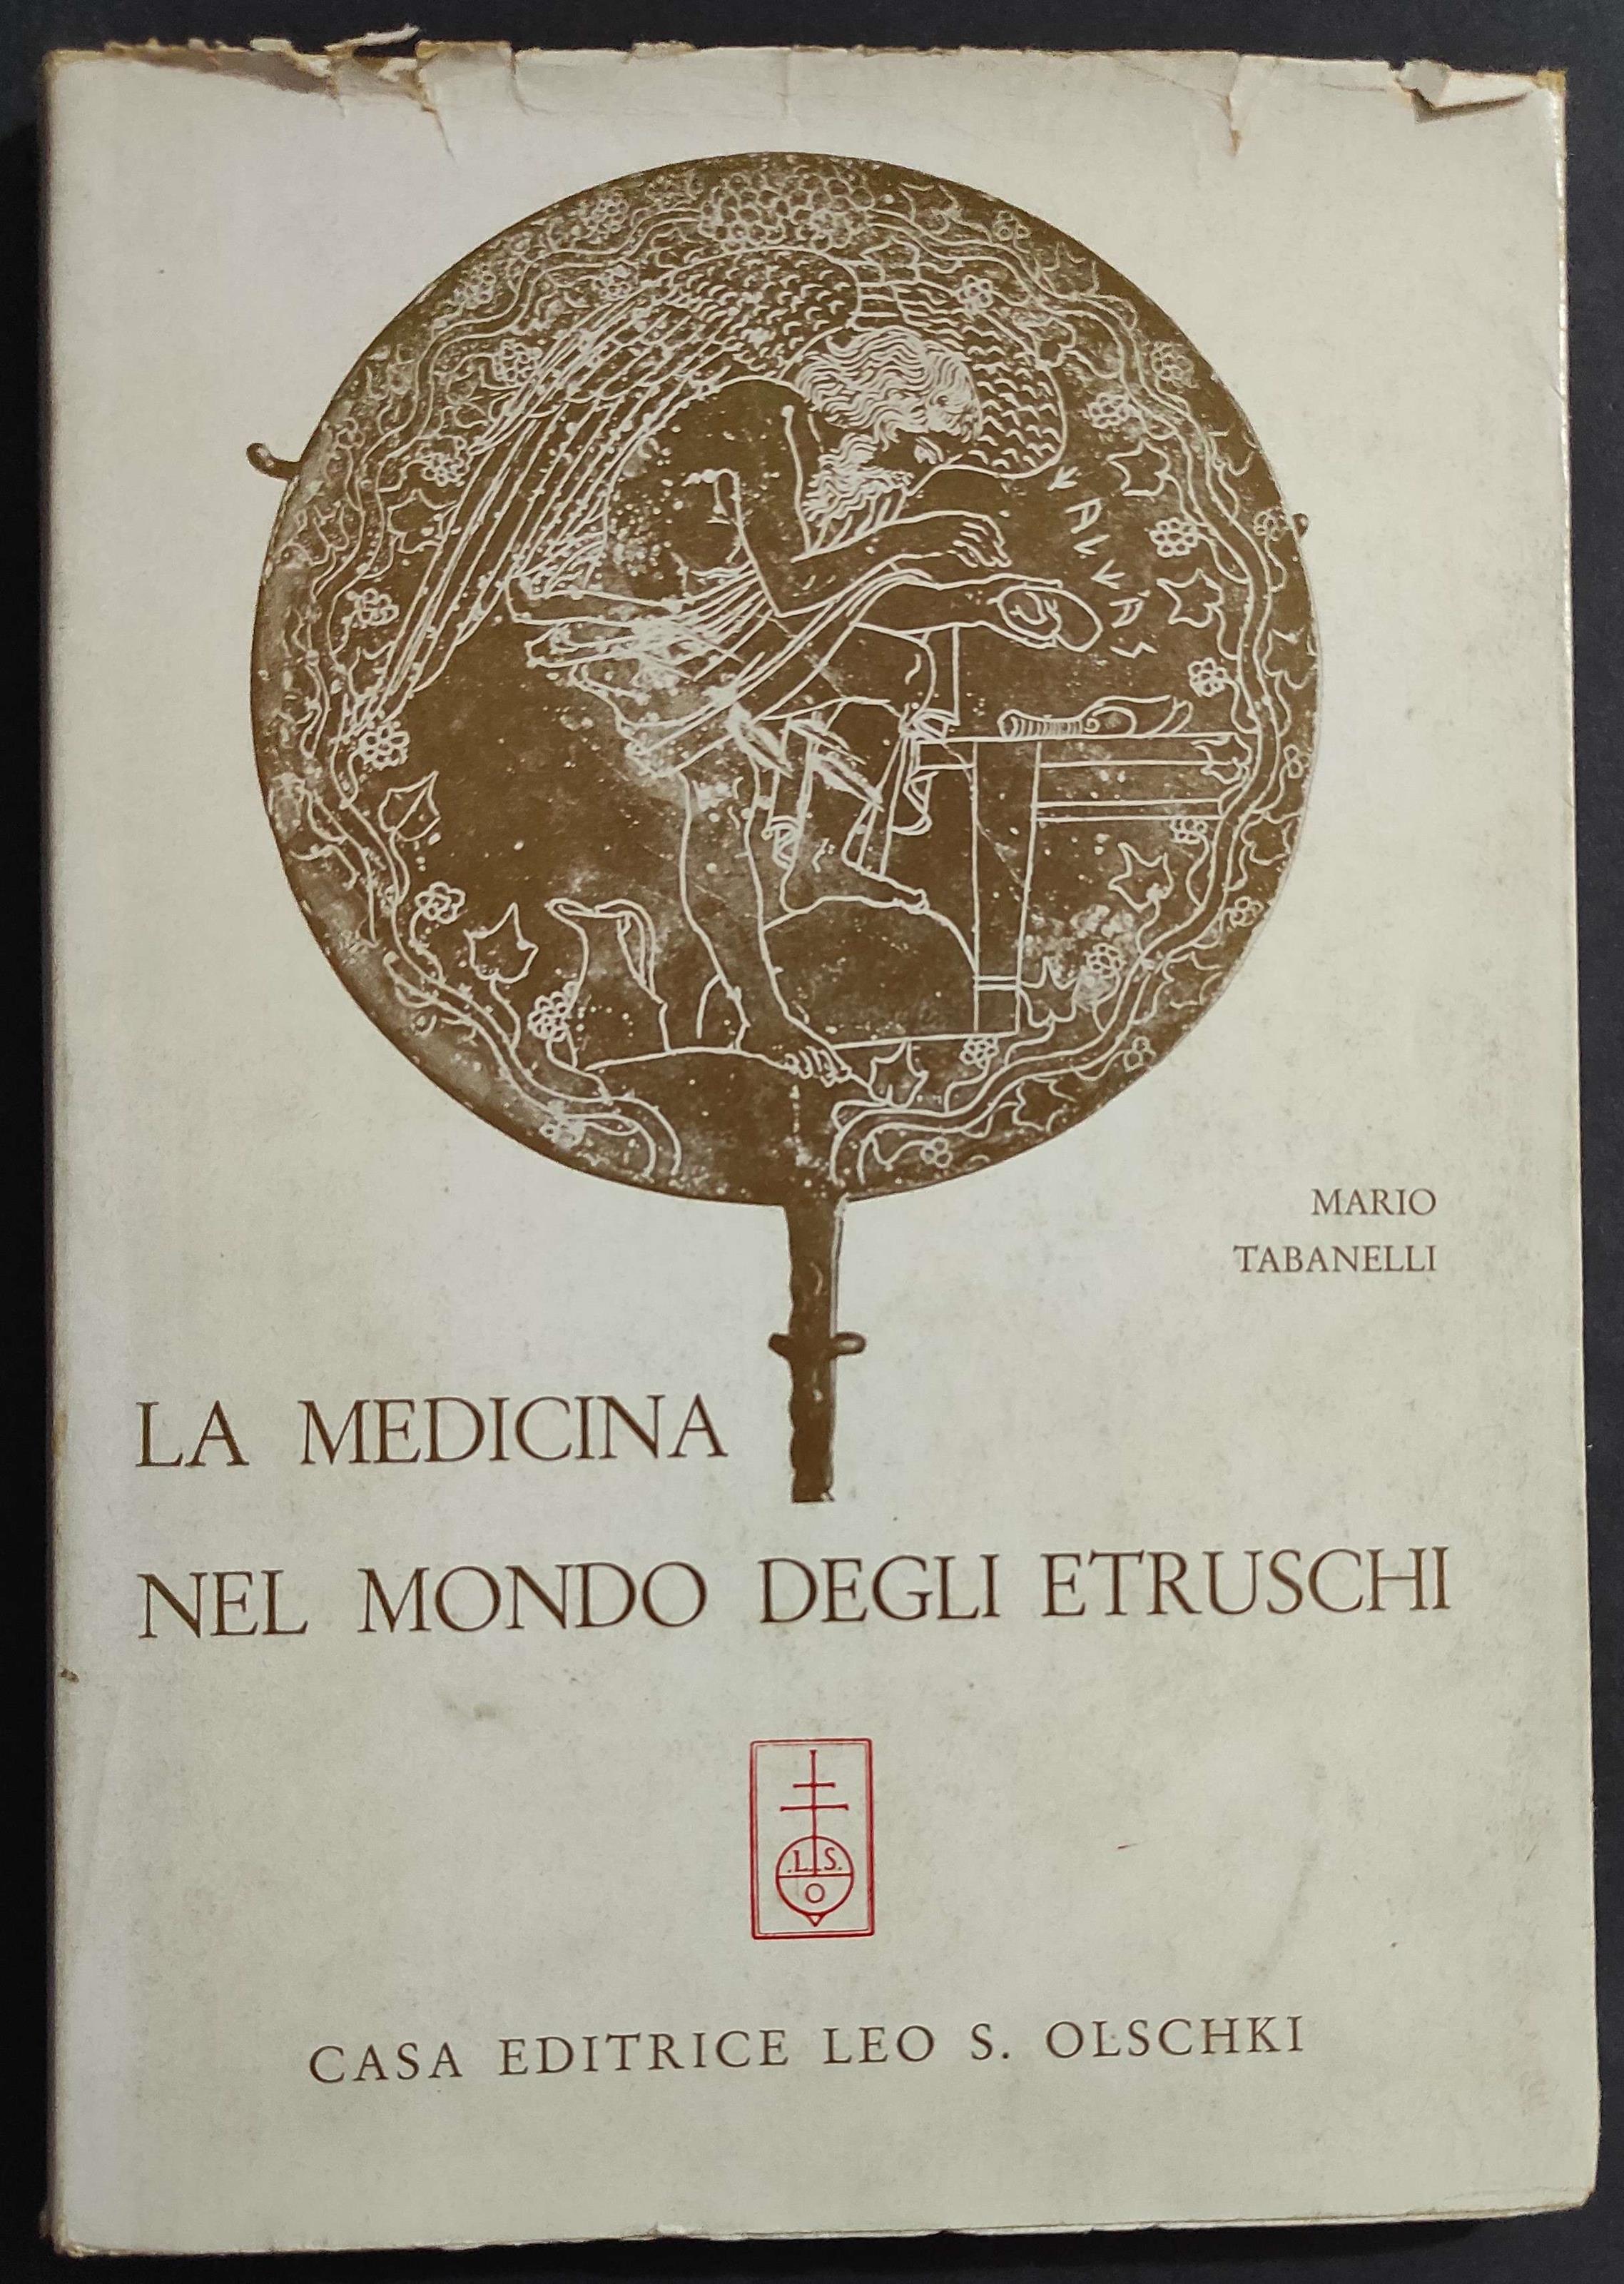 MARIO
TABANELLI
LA MEDICINA
NEL MONDO DEGLI ETRUSCHI
.L.S.
O
CASA EDITRICE LEO S. OLSCHKI